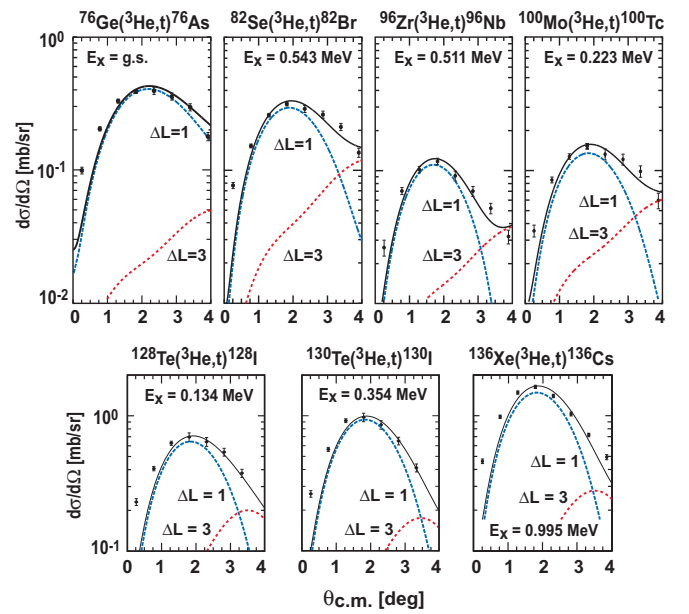 ⁷⁶Ge(³He,t)⁷⁶As ⁸²Se(³He,t)⁸²Br ⁹⁶Zr(³He,t)⁹⁶Nb ¹⁰⁰Mo(³He,t)¹⁰⁰Tc
10⁰
Eₓ = g.s. Eₓ = 0.543 MeV Eₓ = 0.511 MeV Eₓ = 0.223 MeV
dσ/dΩ [mb/sr]
ΔL=1 ΔL=1 ΔL=1 ΔL=1
10⁻¹
ΔL=3 ΔL=3 ΔL=3 ΔL=3
10⁻²
0 1 2 3 4 0 1 2 3 4 0 1 2 3 4 0 1 2 3 4
¹²⁸Te(³He,t)¹²⁸I ¹³⁰Te(³He,t)¹³⁰I ¹³⁶Xe(³He,t)¹³⁶Cs
Eₓ = 0.134 MeV Eₓ = 0.354 MeV
10⁰
dσ/dΩ [mb/sr]
ΔL = 1 ΔL = 1 ΔL = 1
ΔL = 3 ΔL = 3 ΔL = 3
Eₓ = 0.995 MeV
10⁻¹
0 1 2 3 4 0 1 2 3 4 0 1 2 3 4
θc.m. [deg]